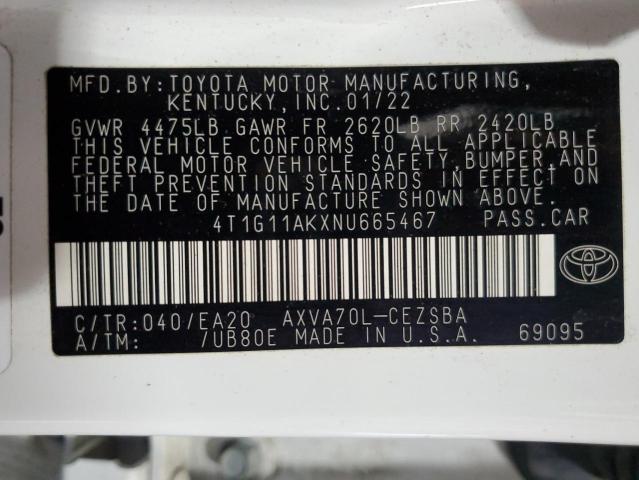 MFD.BY:TOYOTA MOTOR MANUFACTURING,
KENTUCKY, INC.01/22
GVWR 4475LB GAWR FR 2620LB RR 2420LB
THIS VEHICLE CONFORMS TO ALL APPLICABLE
FEDERAL MOTOR VEHICLE SAFETY, BUMPER, AND
THEFT PREVENTION STANDARDS IN EFFECT ON
THE DATE OF MANUFACTURE SHOWN ABOVE.
4T1G11AKXNU665467 PASS.CAR
C/TR:040/EA20 AXVA70L-CEZSBA
A/TM: /UB80E MADE IN U.S.A. 69095